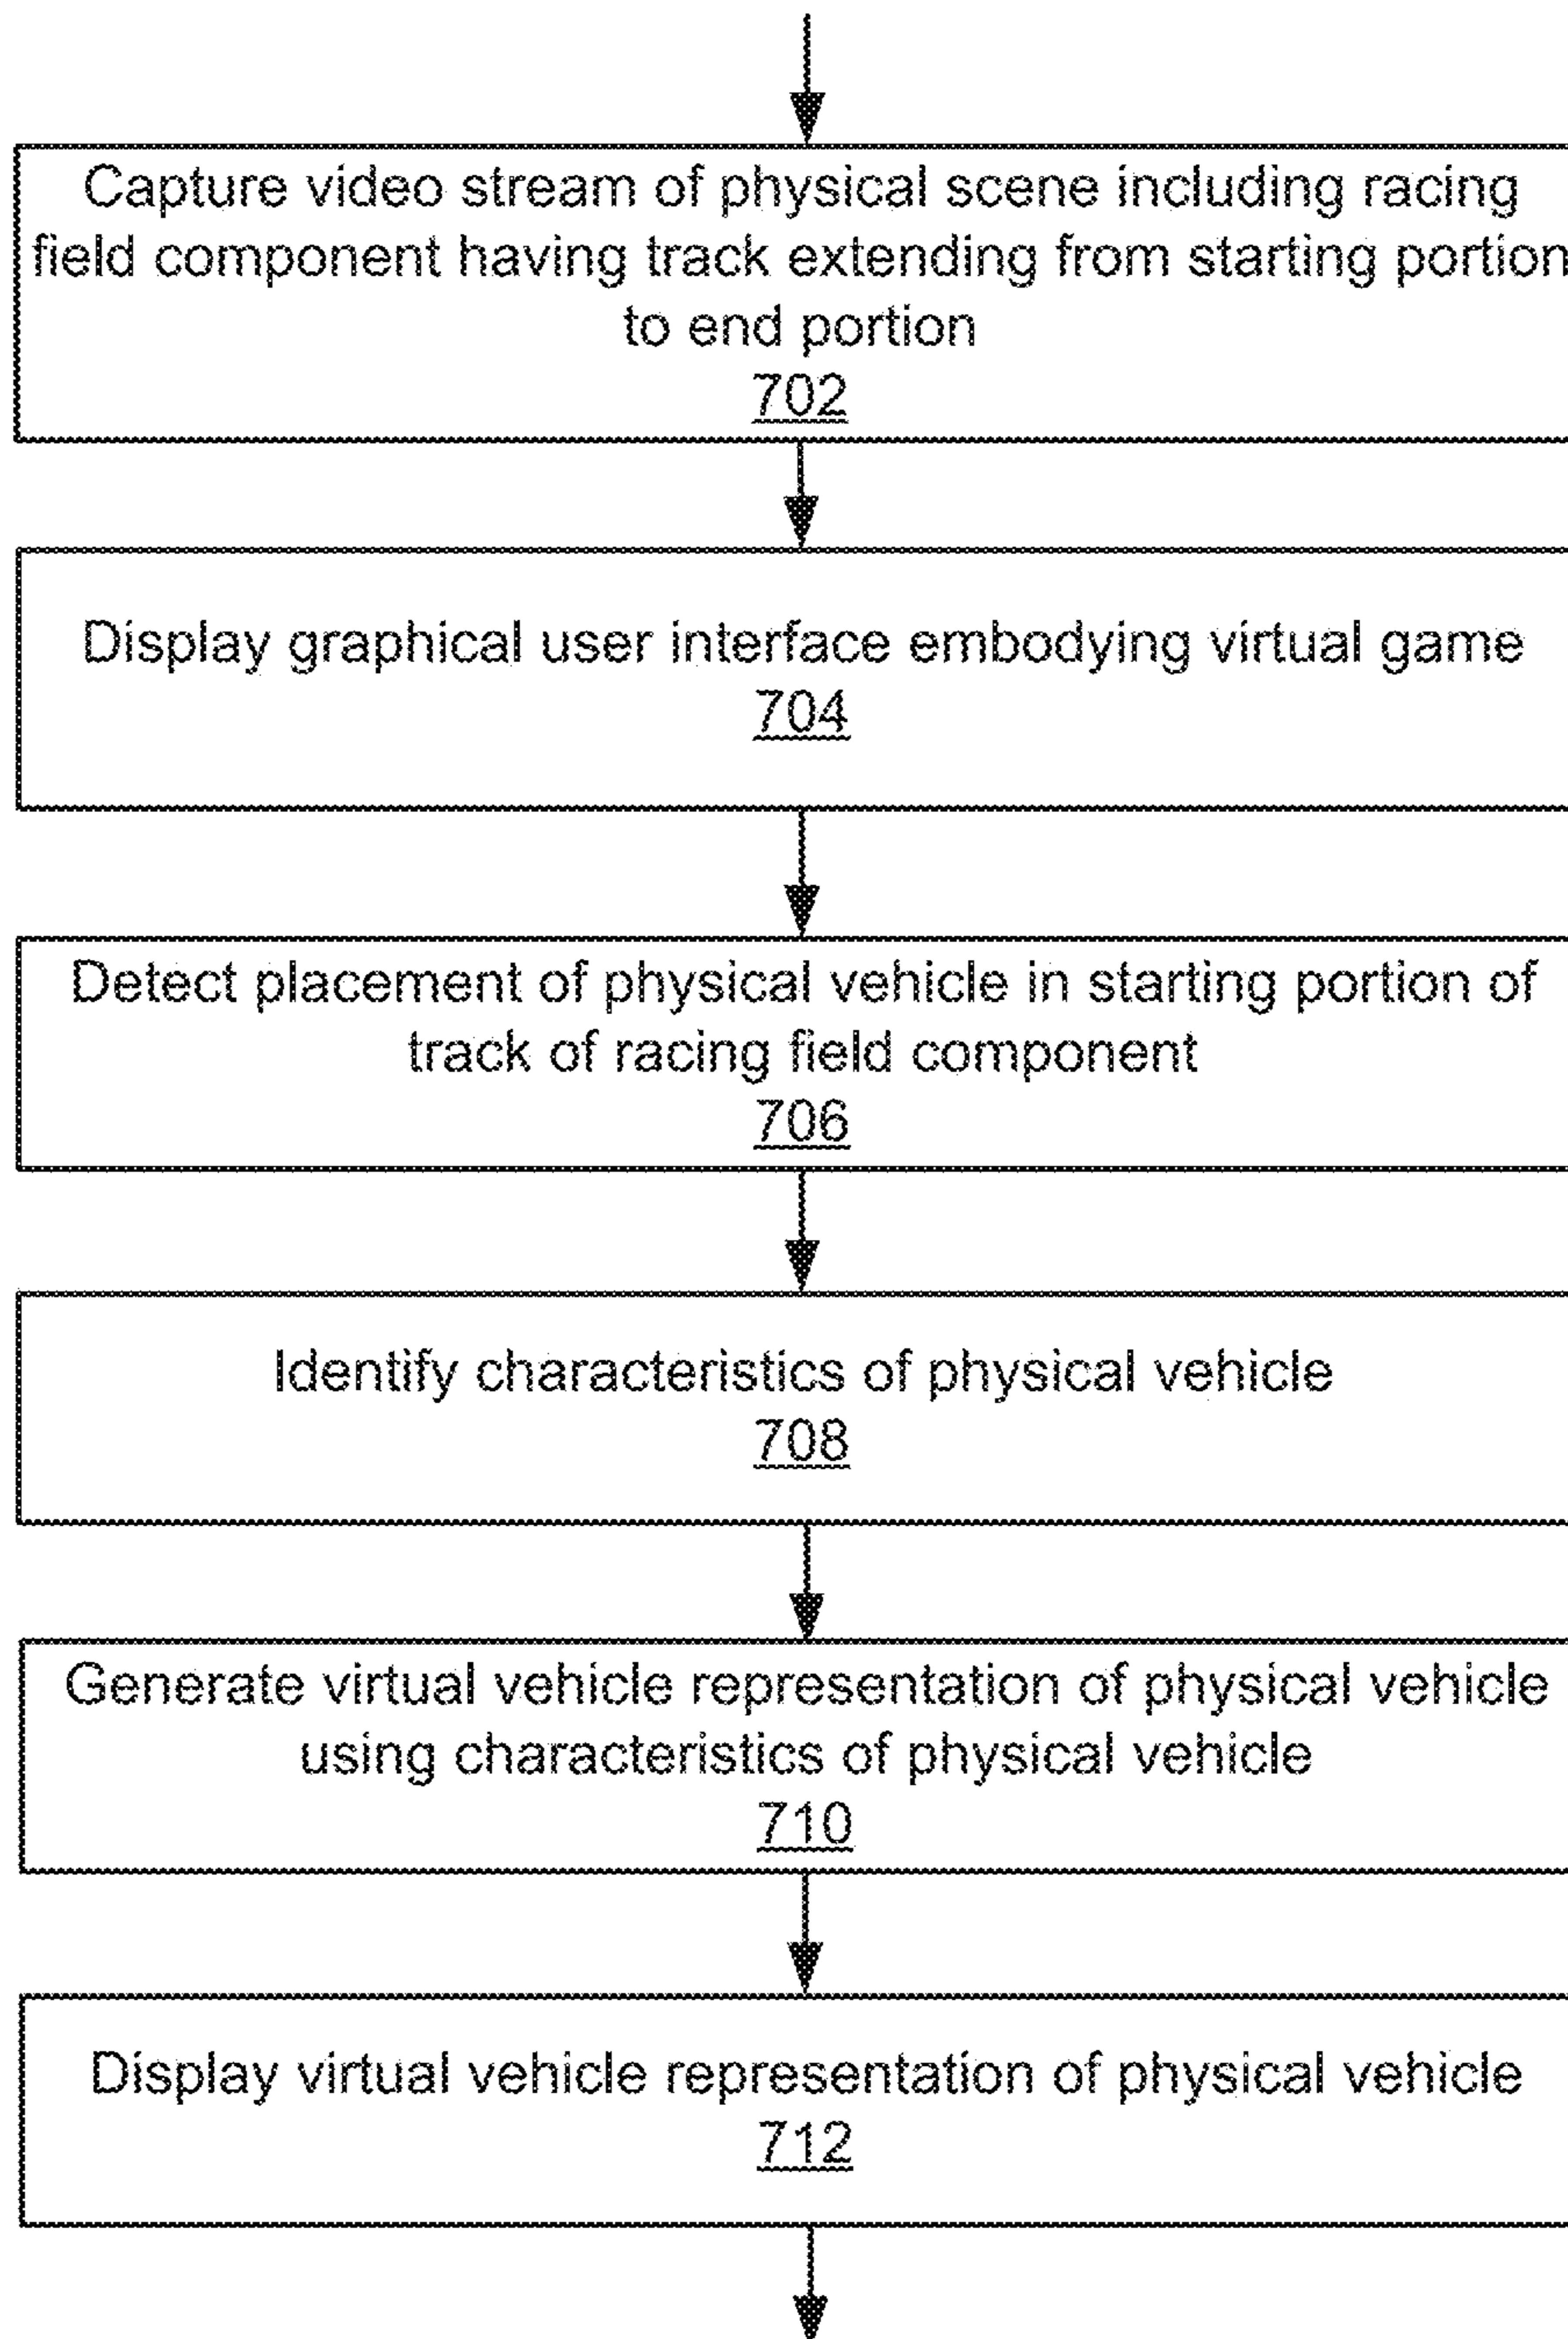 Capture video stream of physical scene including racing
field component having track extending from starting portion
to end portion
702
Display graphical user interface embodying virtual game
704
Detect placement of physical vehicle in starting portion of
track of racing field component
706
Identify characteristics of physical vehicle
708
Generate virtual vehicle representation of physical vehicle
using characteristics of physical vehicle
710
Display virtual vehicle representation of physical vehicle
712